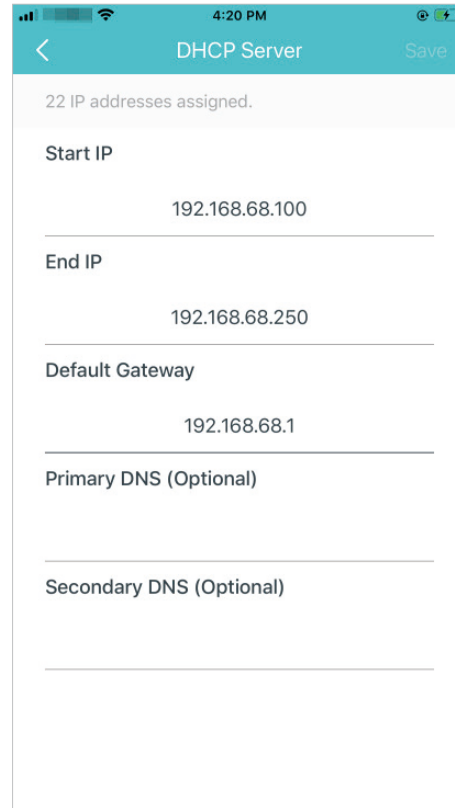 4:20 PM
DHCP Server
Save
22 IP addresses assigned.
Start IP
192.168.68.100
End IP
192.168.68.250
Default Gateway
192.168.68.1
Primary DNS (Optional)
Secondary DNS (Optional)